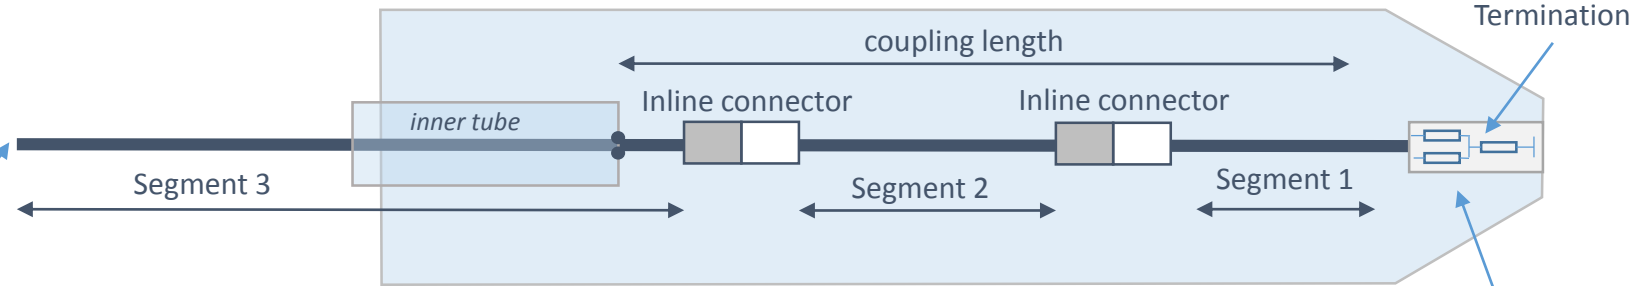 Termination
coupling length
Inline connector
Inline connector
inner tube
Segment 3
Segment 2
Segment 1